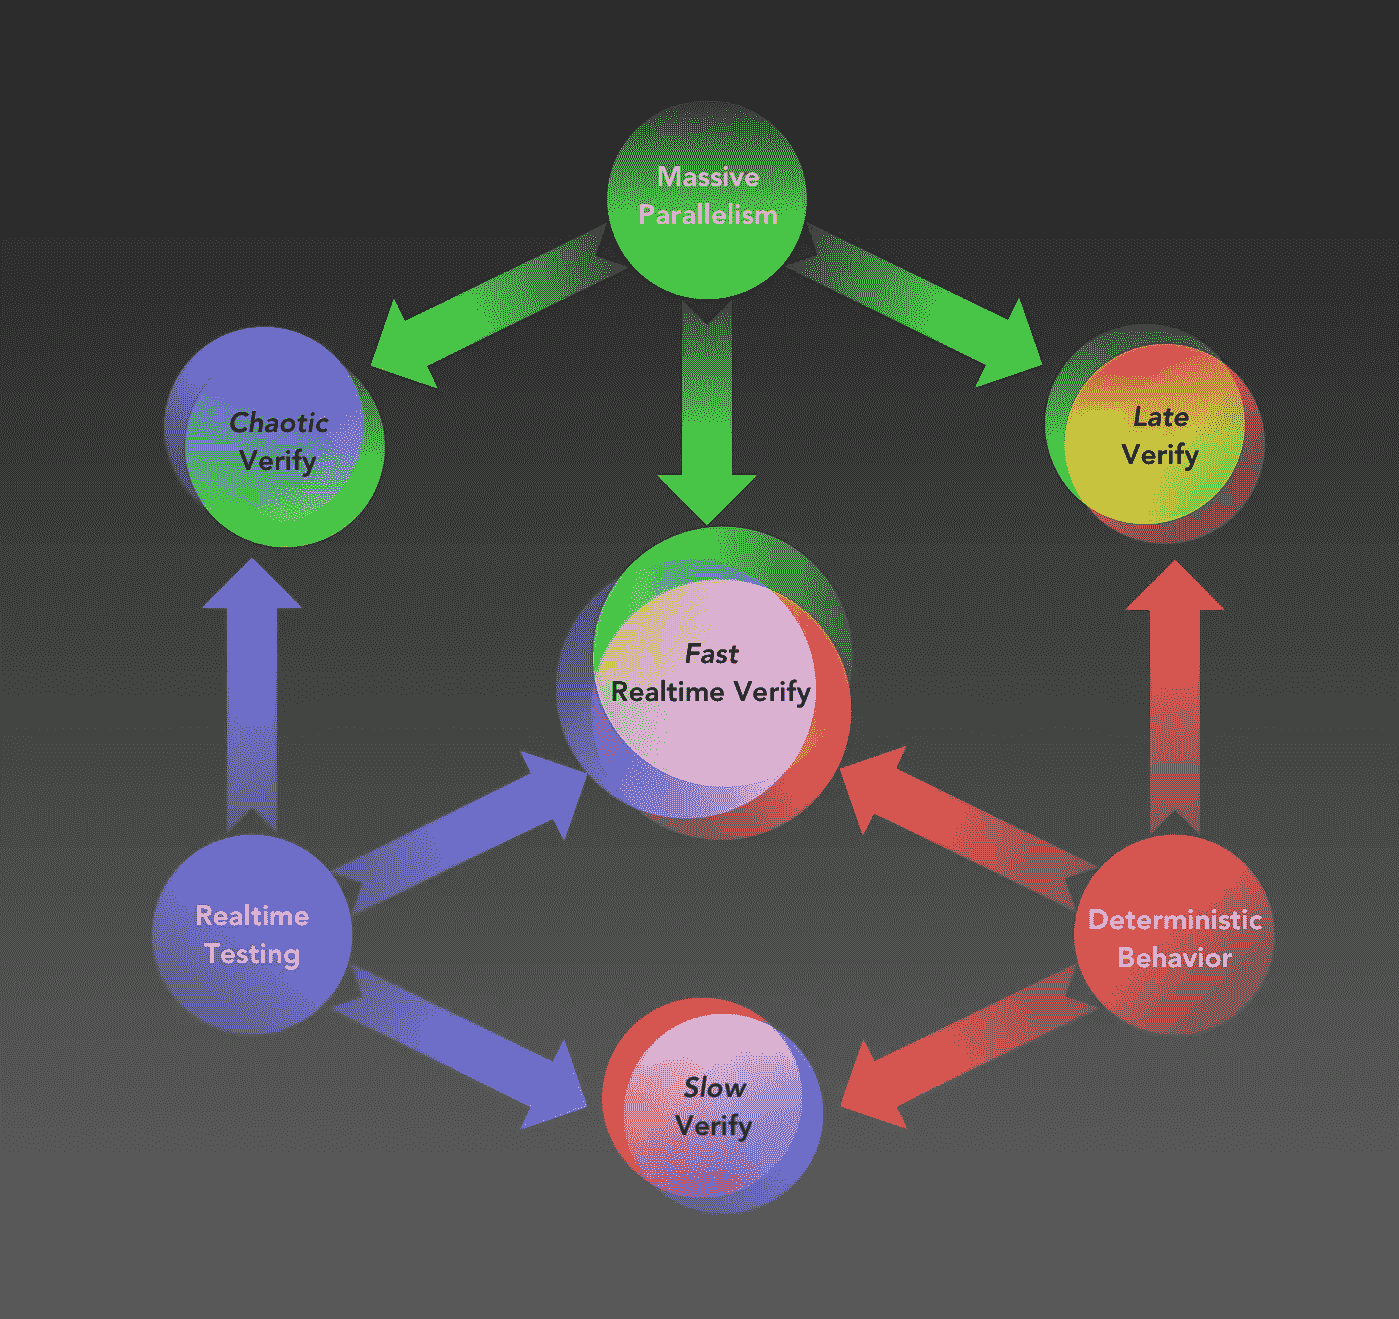 Massive
Parallelism
Chaotic
Verify
Late
Verify
Fast
Realtime Verify
Realtime
Testing
Deterministic
Behavior
Slow
Verify